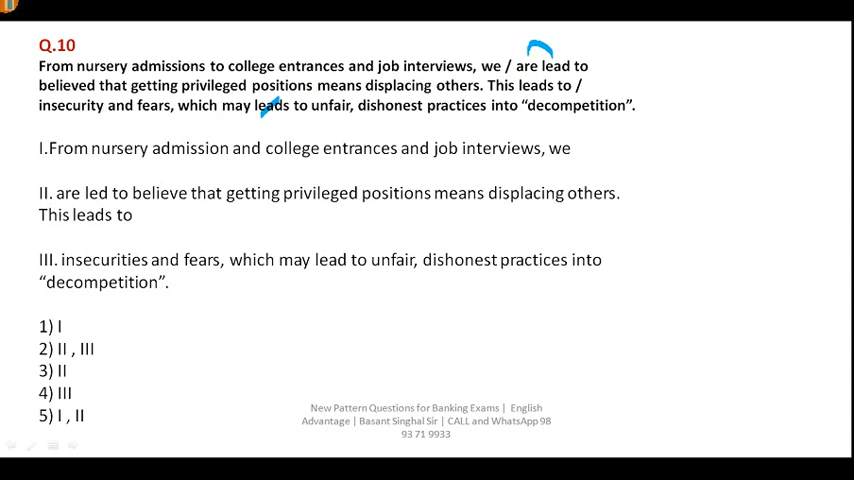 Q.10
From nursery admissions to college entrances and job interviews, we / are lead to
believed that getting privileged positions means displacing others. This leads to /
insecurity and fears, which may leads to unfair, dishonest practices into “decompetition”.
I.From nursery admission and college entrances and job interviews, we
II. are led to believe that getting privileged positions means displacing others.
This leads to
III. insecurities and fears, which may lead to unfair, dishonest practices into
“decompetition”.
1) I
2) II , III
3) II
4) III
5) I , II
New Pattern Questions for Banking Exams | English
Advantage | Basant Singhal Sir | CALL and WhatsApp 98
93 71 9933